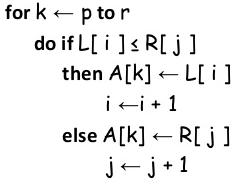 for k ← p to r
do if L[ i ] ≤ R[ j ]
then A[k] ← L[ i ]
i ←i + 1
else A[k] ← R[ j ]
j ← j + 1